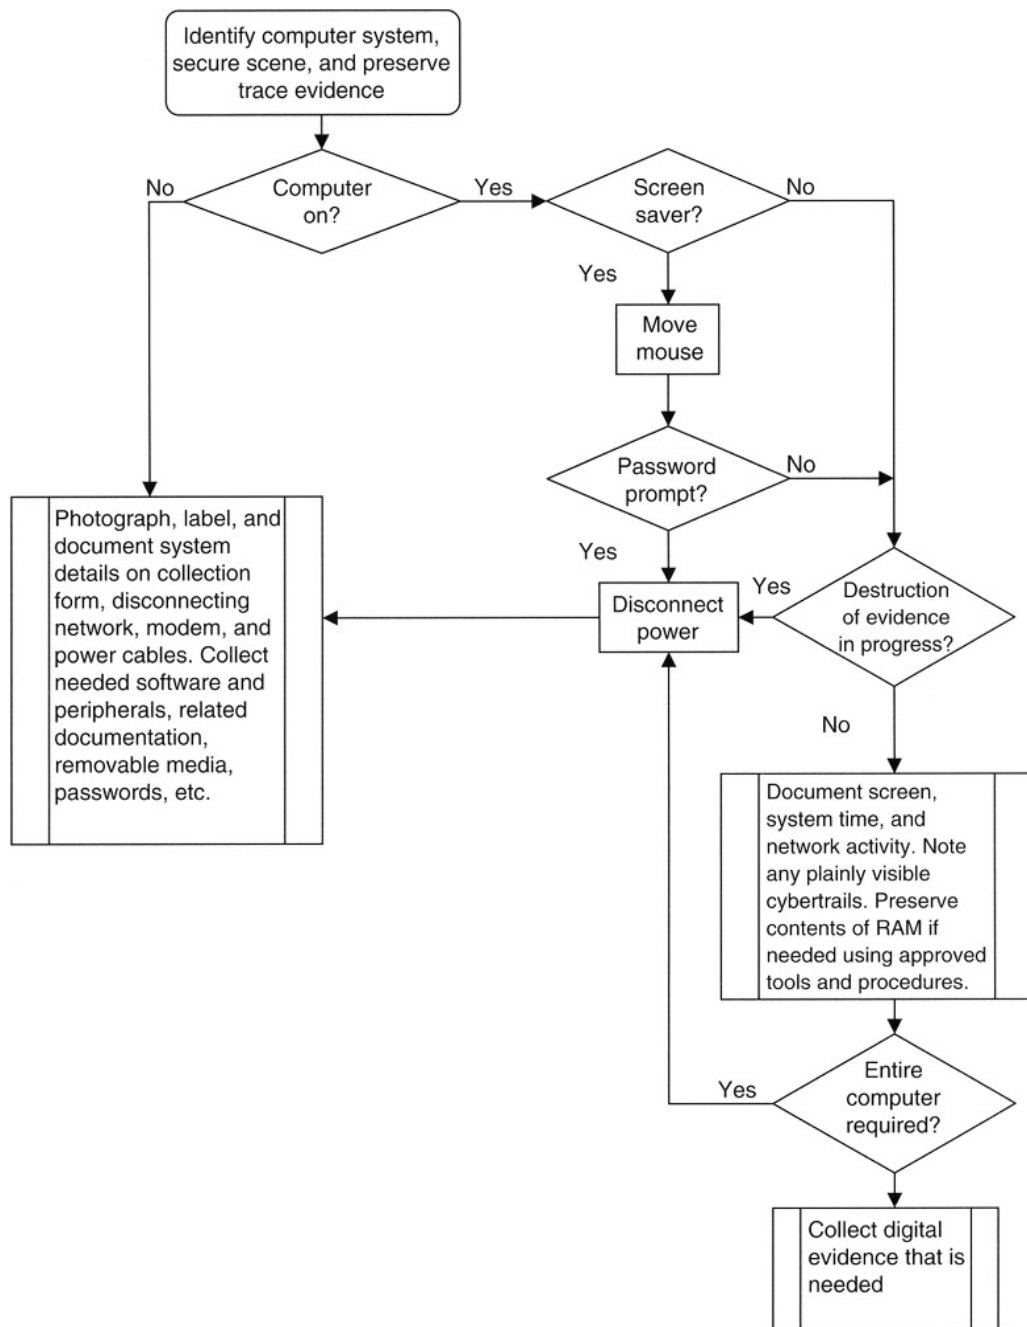 Identify computer system,
secure scene, and preserve
trace evidence
No
Computer
on?
Yes
Screen
saver?
No
Yes
Move
mouse
Password
prompt?
No
Yes
Photograph, label, and
document system
details on collection
form, disconnecting
network, modem, and
power cables. Collect
needed software and
peripherals, related
documentation,
removable media,
passwords, etc.
Disconnect
power
Yes
Destruction
of evidence
in progress?
No
Document screen,
system time, and
network activity. Note
any plainly visible
cybertrails. Preserve
contents of RAM if
needed using approved
tools and procedures.
Yes
Entire
computer
required?
Collect digital
evidence that is
needed